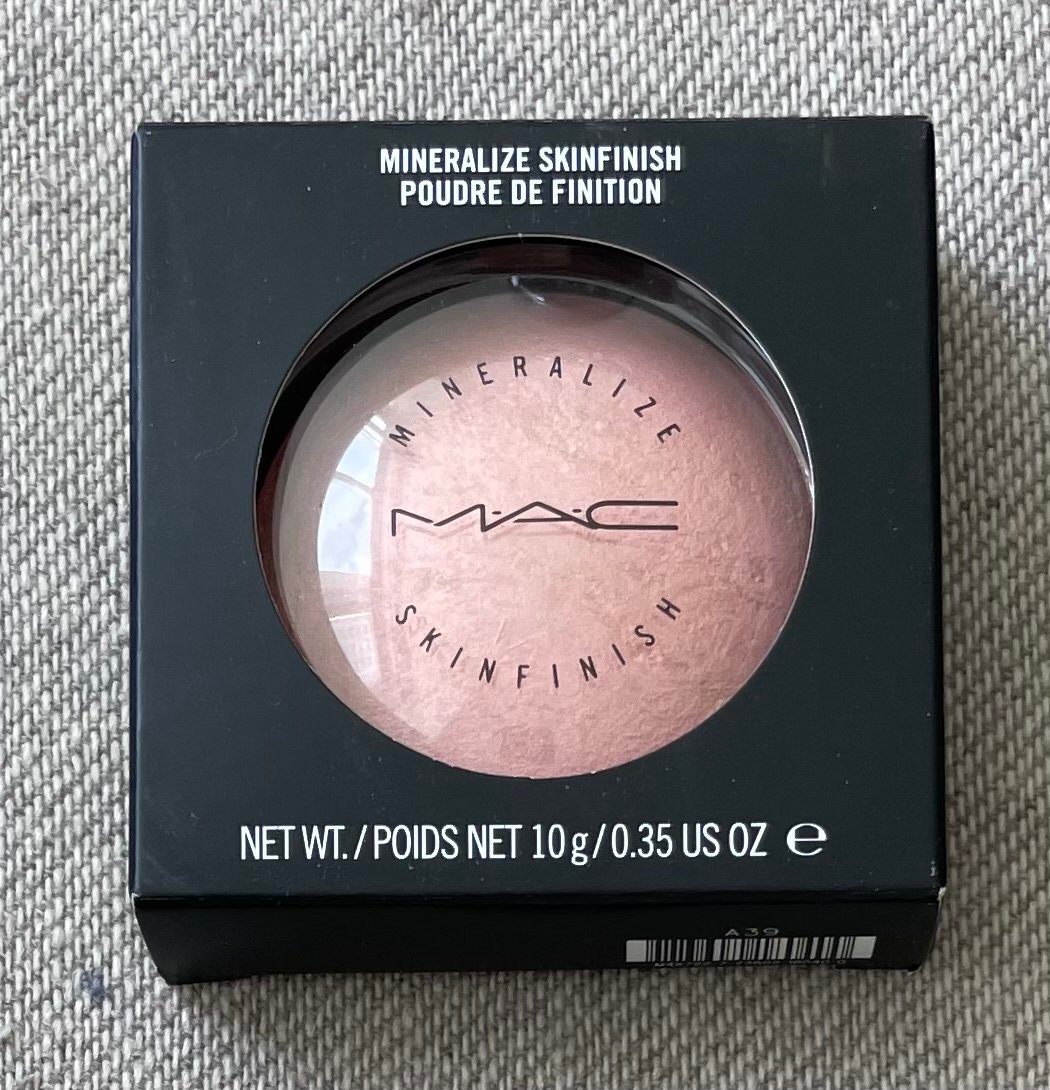 MINERALIZE SKINFINISH
POUDRE DE FINITION
MINERALIZE
M·A·C
SKINFINISH
NET WT. / POIDS NET 10 g / 0.35 US OZ ℮
A39